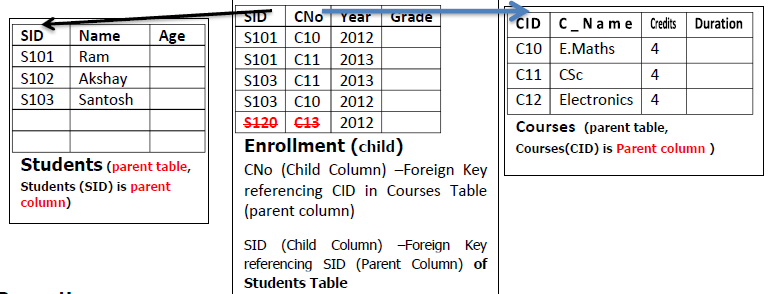 SID Name Age
S101 Ram
S102 Akshay
S103 Santosh
Students (parent table,
Students (SID) is parent
column)
SID CNo Year Grade
S101 C10 2012
S101 C11 2013
S103 C11 2013
S103 C10 2012
S120 C13 2012
Enrollment (child)
CNo (Child Column) –Foreign Key
referencing CID in Courses Table
(parent column)
SID (Child Column) –Foreign Key
referencing SID (Parent Column) of
Students Table
CID C_Name Credits Duration
C10 E.Maths 4
C11 CSc 4
C12 Electronics 4
Courses (parent table,
Courses(CID) is Parent column )